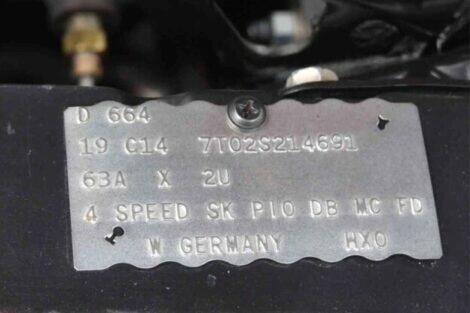 D 664
19 C14 7T02S214691
63A X 2U
4 SPEED SK PIO DB MC FD
W GERMANY HXO